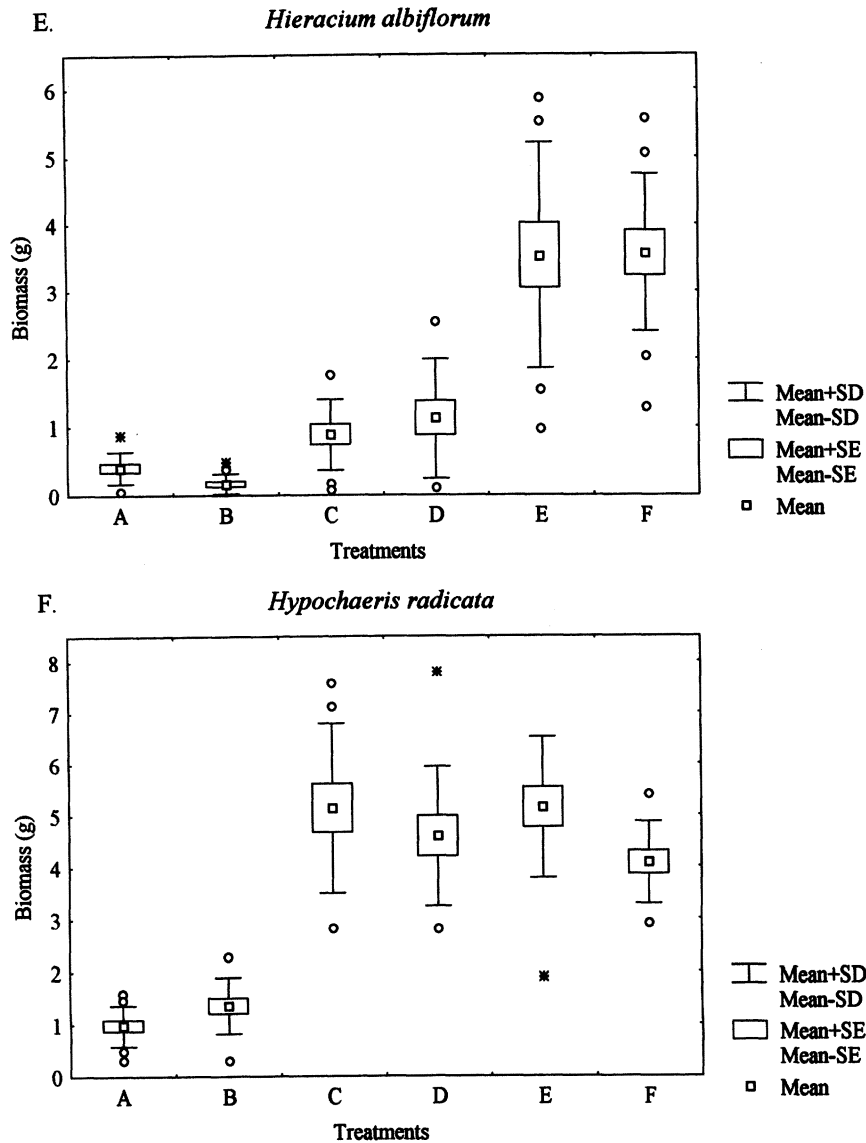 E.
Hieracium albiflorum
Biomass (g)
6
5
4
3
2
1
0
A B C D E F
Treatments
Mean+SD
Mean-SD
Mean+SE
Mean-SE
Mean
F.
Hypochaeris radicata
Biomass (g)
8
7
6
5
4
3
2
1
0
A B C D E F
Treatments
Mean+SD
Mean-SD
Mean+SE
Mean-SE
Mean